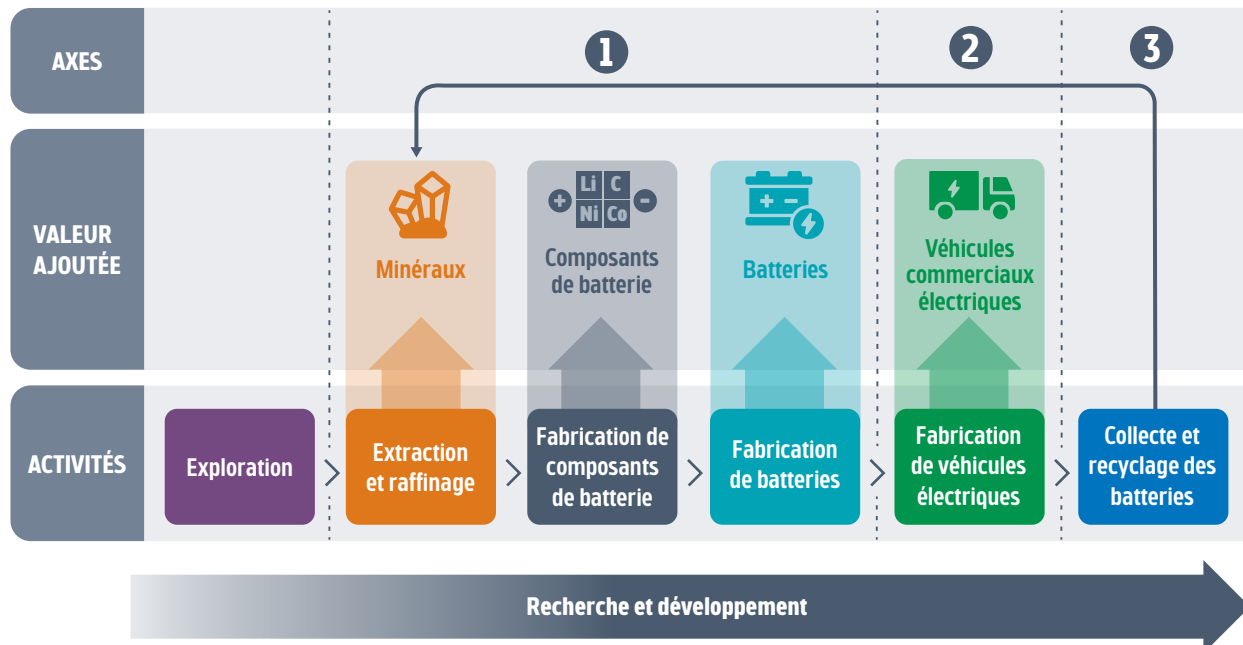 AXES
1
2
3
VALEUR
AJOUTÉE
Minéraux
+
Li C
Ni Co
-
Composants
de batterie
+ -
Batteries
Véhicules
commerciaux
électriques
ACTIVITÉS
Exploration
Extraction
et raffinage
Fabrication de
composants
de batterie
Fabrication
de batteries
Fabrication
de véhicules
électriques
Collecte et
recyclage des
batteries
Recherche et développement